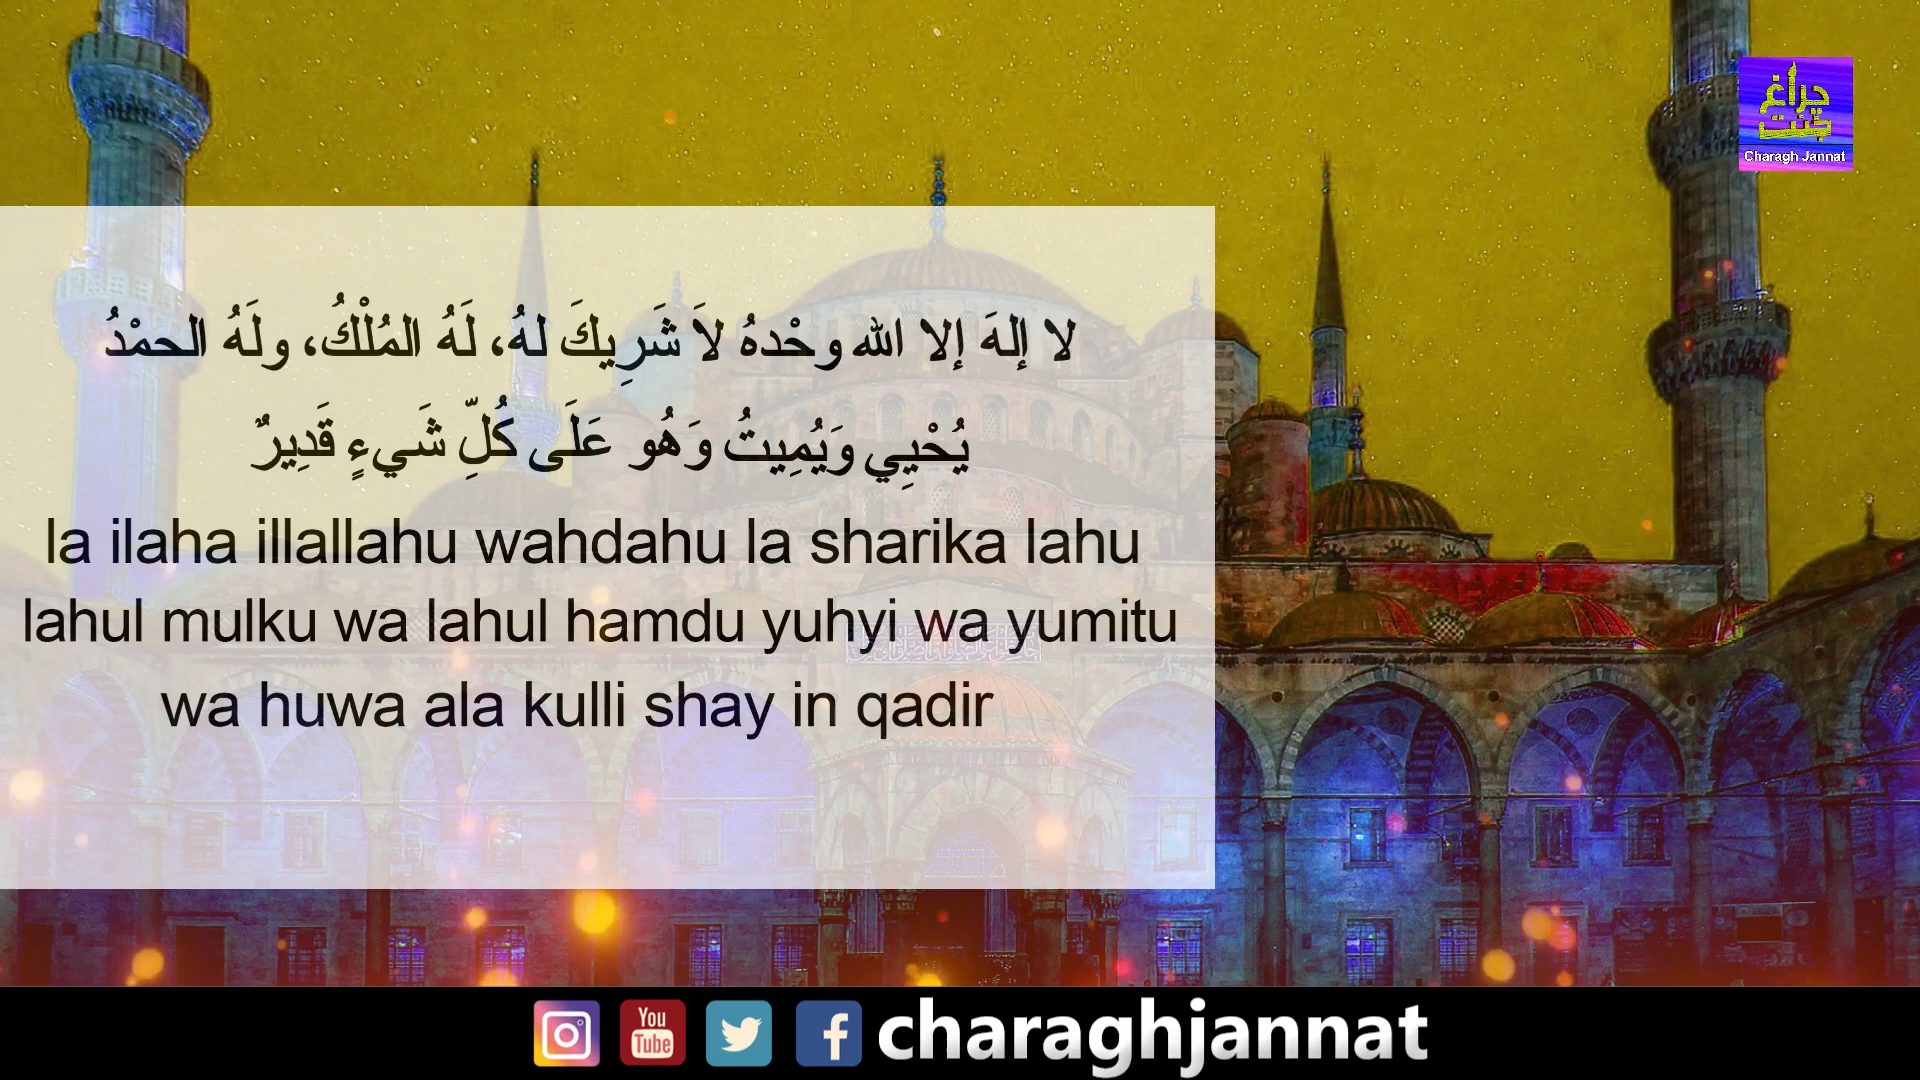 چراغ
جنت
Charagh Jannat
لا إلهَ إلا الله وحْدهُ لاَ شَرِيكَ لهُ، لَهُ المُلْكُ، ولَهُ الحمْدُ
يُحْيِي وَيُمِيتُ وَهُو عَلَى كُلِّ شَيءٍ قَدِيرٌ
la ilaha illallahu wahdahu la sharika lahu
lahul mulku wa lahul hamdu yuhyi wa yumitu
wa huwa ala kulli shay in qadir
You
Tube
charaghjannat